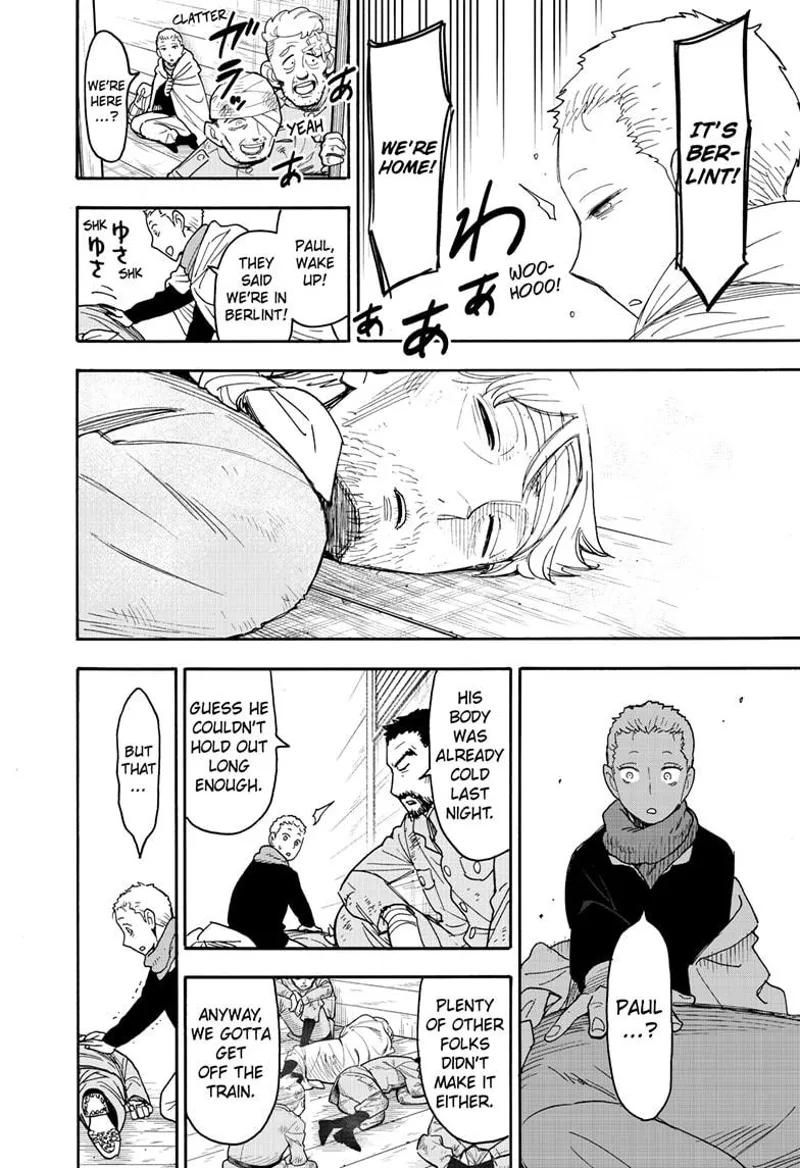 IT'S
BER-
LINT!
WE'RE
HOME!
わ
あ
あ
あ
WOO-
HOOO!
CLATTER
ガ
ラッ
あ
あ
YEAH
WE'RE
HERE
...?
PAUL,
WAKE
UP!
THEY
SAID
WE'RE IN
BERLINT!
SHK
ゆさ
ゆさ
SHK
PAUL
...?
HIS
BODY
WAS
ALREADY
COLD
LAST
NIGHT.
GUESS HE
COULDN'T
HOLD OUT
LONG
ENOUGH.
BUT
THAT
...
PLENTY
OF OTHER
FOLKS
DIDN'T
MAKE IT
EITHER.
ANYWAY,
WE GOTTA
GET
OFF THE
TRAIN.